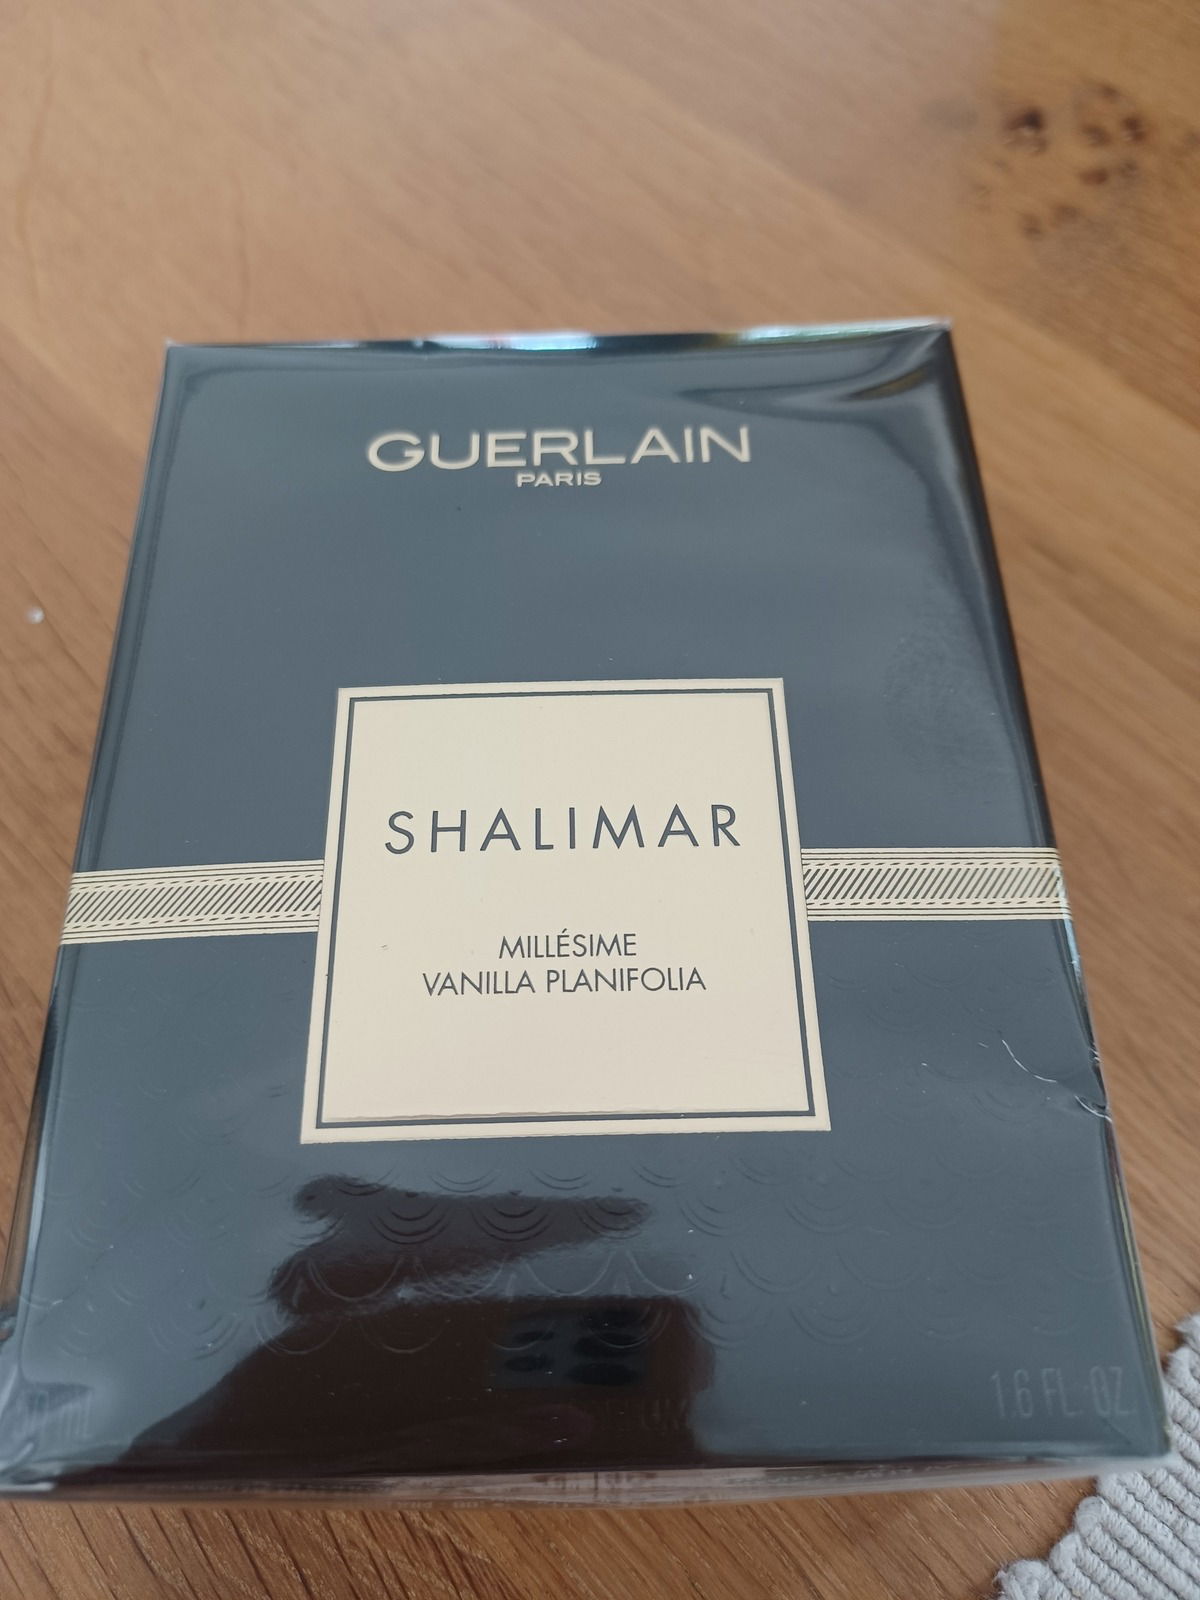 GUERLAIN
PARIS
SHALIMAR
MILLÉSIME
VANILLA PLANIFOLIA
1.6 FL. OZ.